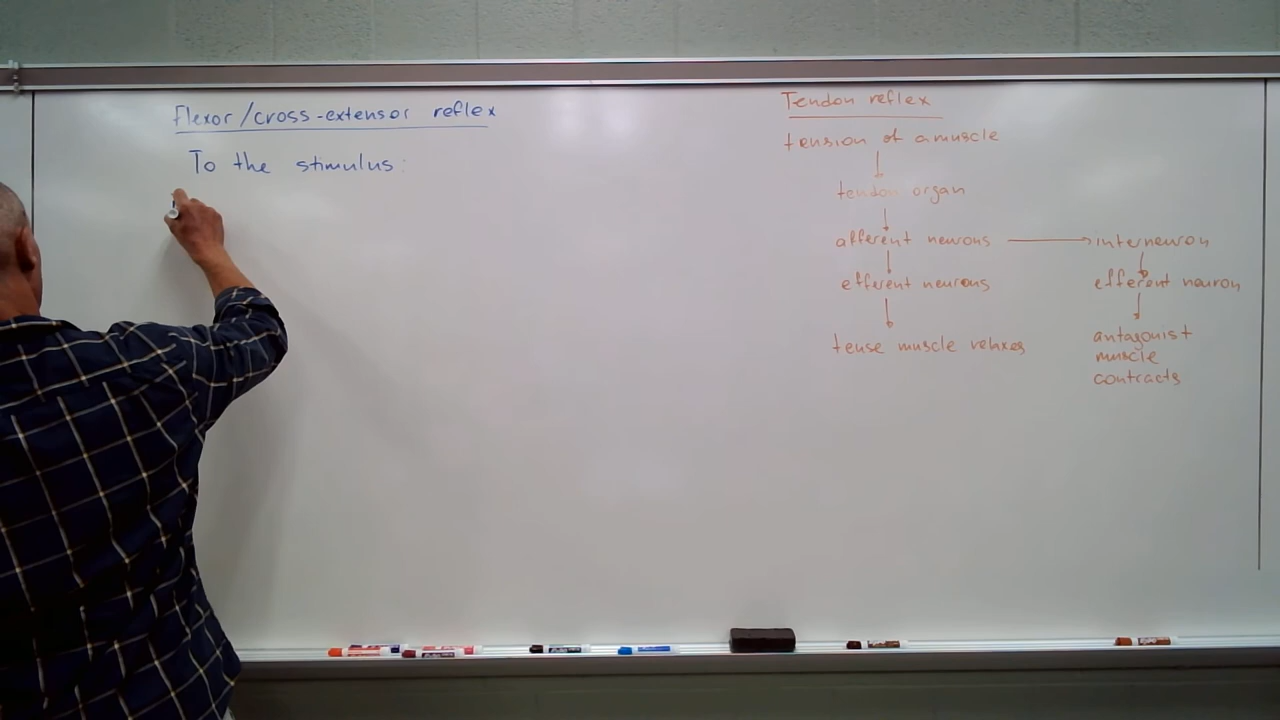 Flexor/cross-extensor reflex
To the stimulus:
Tendon reflex
tension of a muscle
tendon organ
afferent neurons → interneuron
efferent neurons
efferent neuron
tense muscle relaxes
antagonist
muscle
contracts